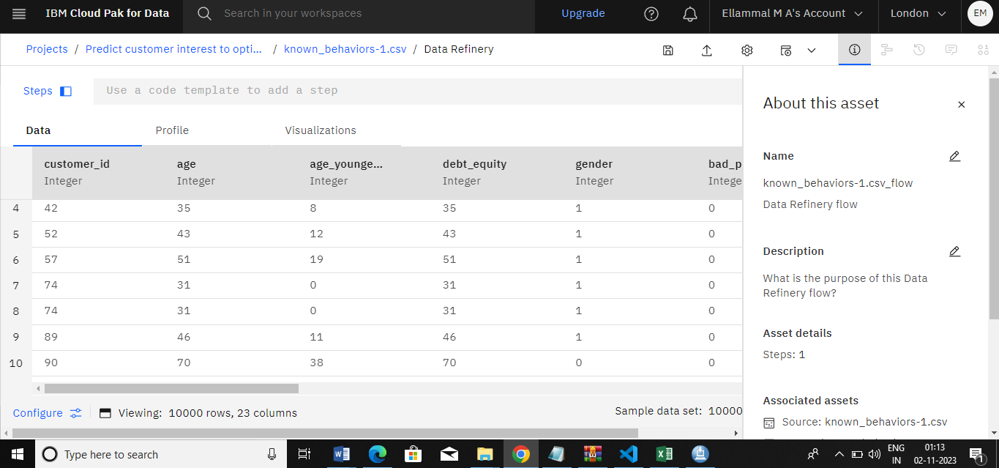 IBM Cloud Pak for Data
Search in your workspaces
Upgrade
Ellammal M A's Account
London
EM
Projects / Predict customer interest to opti... / known_behaviors-1.csv / Data Refinery
Steps
Use a code template to add a step
Data Profile Visualizations
customer_id age age_younge... debt_equity gender bad_p
Integer Integer Integer Integer Integer Intege
4 42 35 8 35 1 0
5 52 43 12 43 1 0
6 57 51 19 51 1 0
7 74 31 0 31 1 0
8 74 31 0 31 1 0
9 89 46 11 46 1 0
10 90 70 38 70 0 0
Configure Viewing: 10000 rows, 23 columns Sample data set: 10000
About this asset
Name
known_behaviors-1.csv_flow
Data Refinery flow
Description
What is the purpose of this Data
Refinery flow?
Asset details
Steps: 1
Associated assets
Source: known_behaviors-1.csv
Type here to search
ENG
IN
01:13
02-11-2023
1